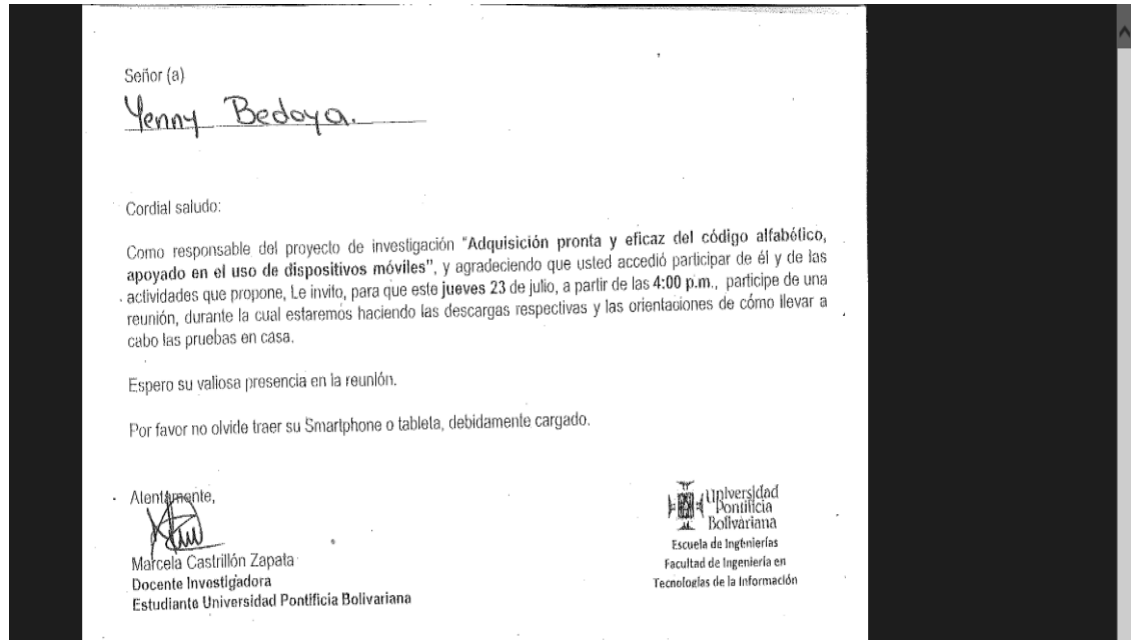 Señor (a)
Yenny Bedoya.
Cordial saludo:
Como responsable del proyecto de investigación "Adquisición pronta y eficaz del código alfabético,
apoyado en el uso de dispositivos móviles", y agradeciendo que usted accedió participar de él y de las
actividades que propone, Le invito, para que este jueves 23 de julio, a partir de las 4:00 p.m., participe de una
reunión, durante la cual estaremos haciendo las descargas respectivas y las orientaciones de cómo llevar a
cabo las pruebas en casa.
Espero su valiosa presencia en la reunión.
Por favor no olvide traer su Smartphone o tableta, debidamente cargado.
Atentamente,
Marcela Castrillón Zapata
Docente Investigadora
Estudiante Universidad Pontificia Bolivariana
Universidad
Pontificia
Bolivariana
Escuela de Ingenierías
Facultad de Ingeniería en
Tecnologías de la Información